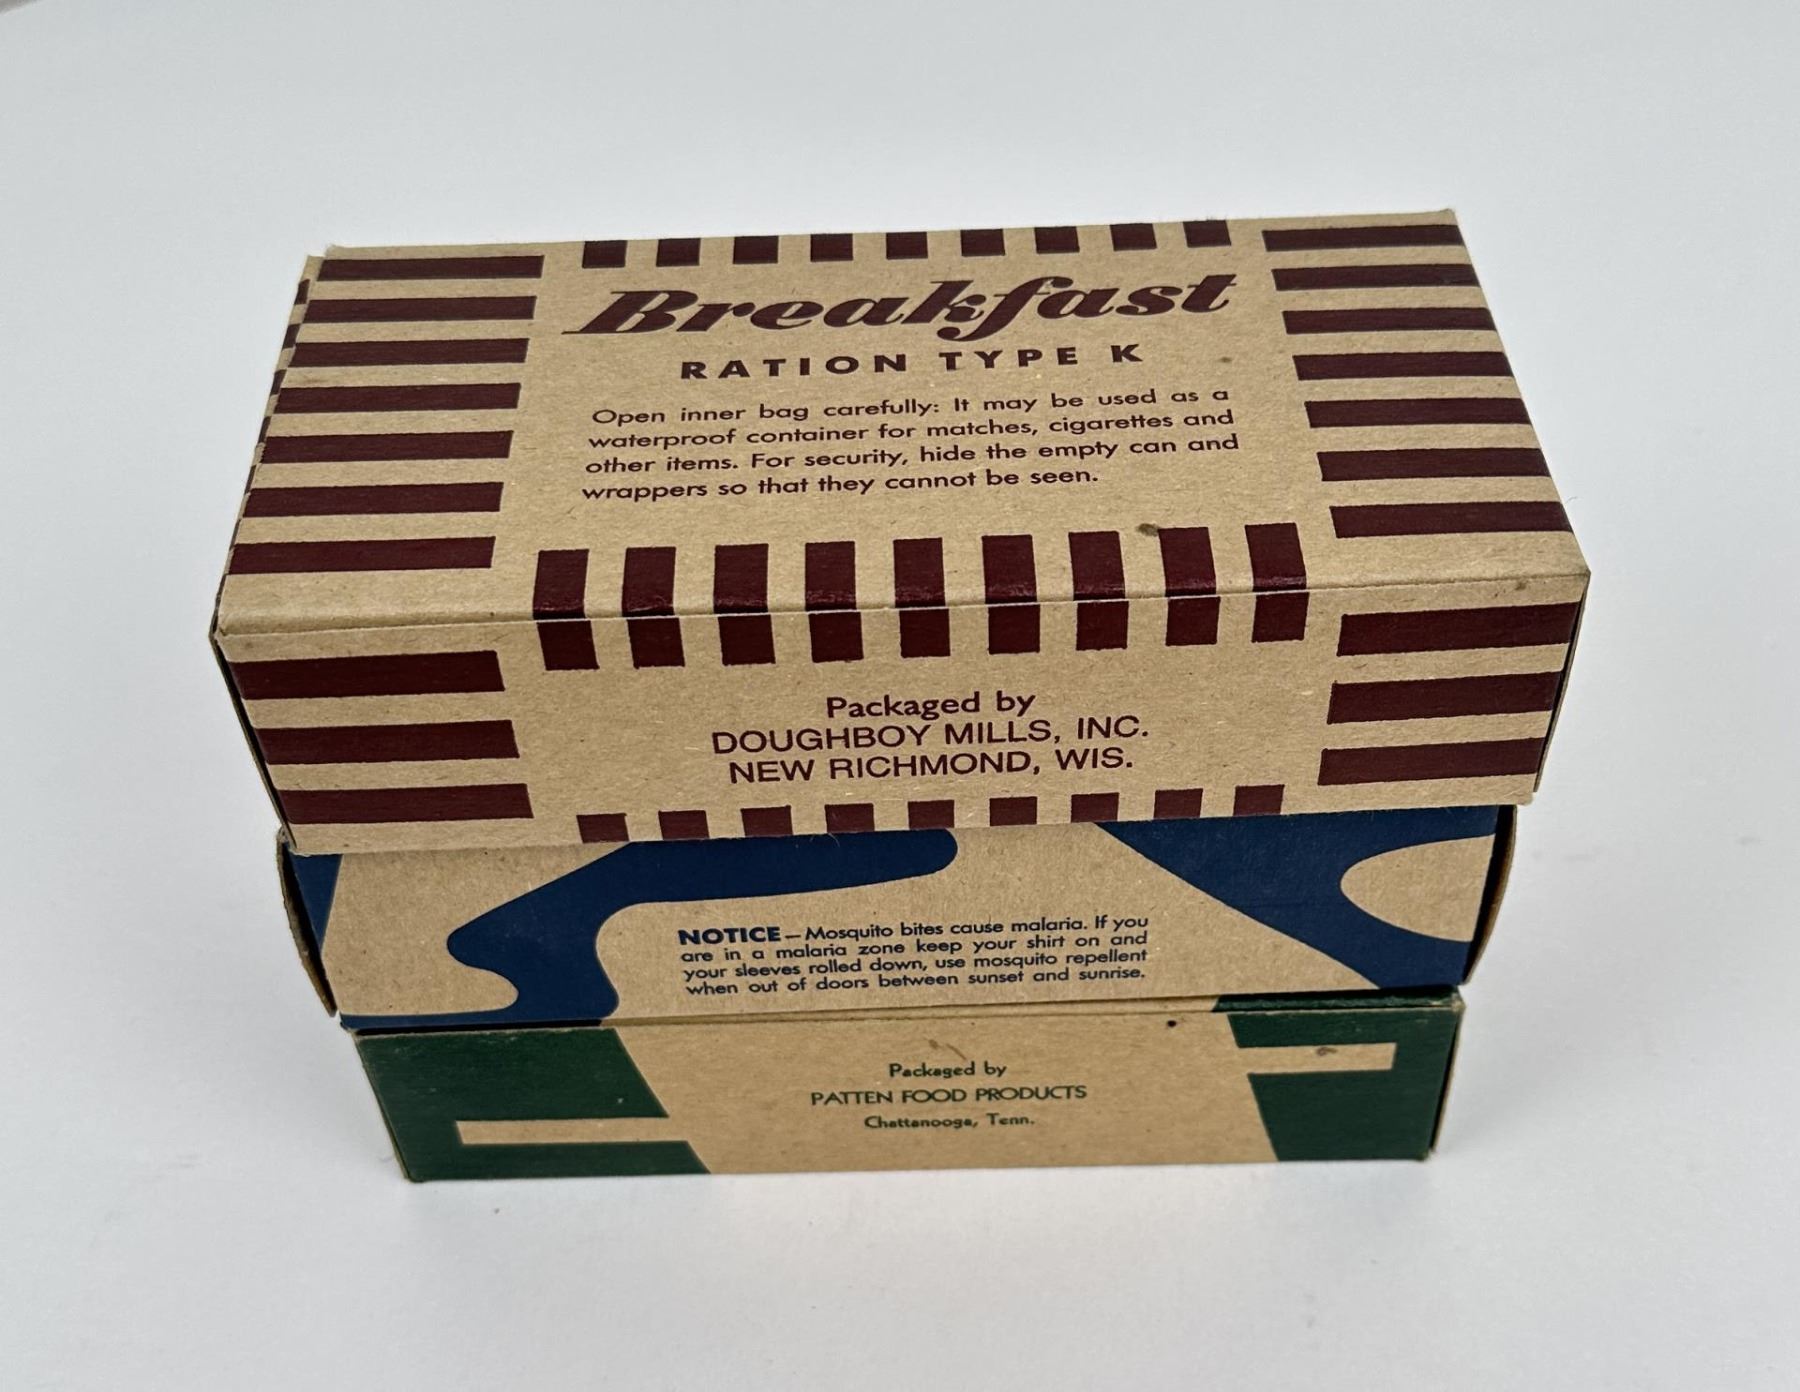 Breakfast
RATION TYPE K
Open inner bag carefully: It may be used as a
waterproof container for matches, cigarettes and
other items. For security, hide the empty can and
wrappers so that they cannot be seen.
Packaged by
DOUGHBOY MILLS, INC.
NEW RICHMOND, WIS.
NOTICE — Mosquito bites cause malaria. If you
are in a malaria zone keep your shirt on and
your sleeves rolled down, use mosquito repellent
when out of doors between sunset and sunrise.
Packaged by
PATTEN FOOD PRODUCTS
Chattanooga, Tenn.